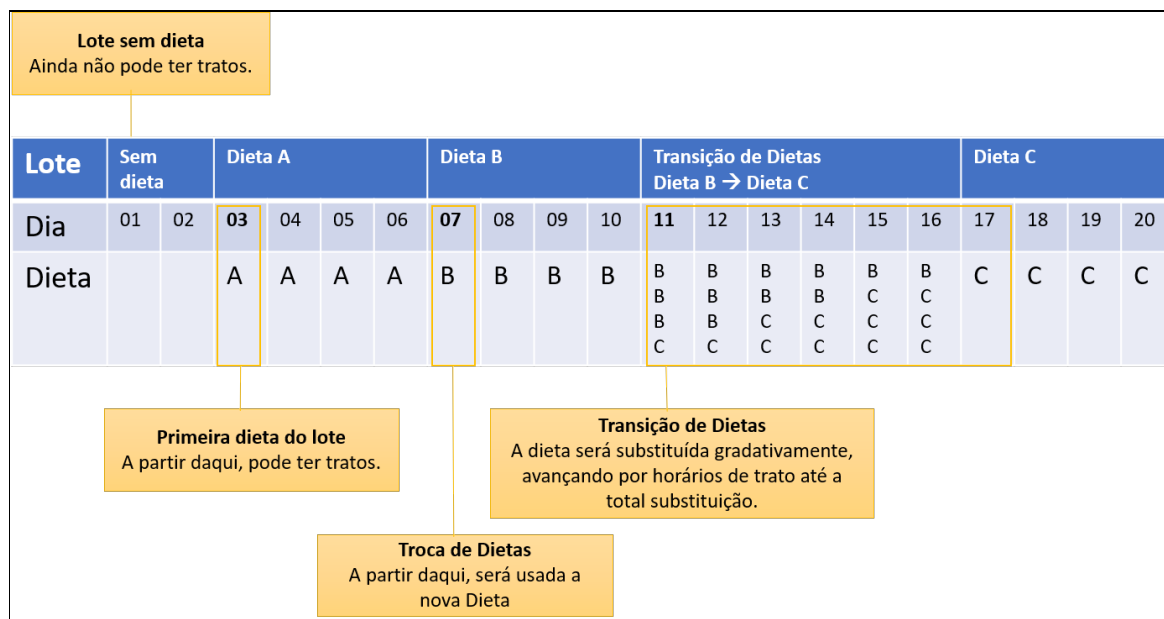 Lote sem dieta
Ainda não pode ter tratos.
Lote Sem dieta Dieta A Dieta B Transição de Dietas Dieta B → Dieta C Dieta C
Dia 01 02 03 04 05 06 07 08 09 10 11 12 13 14 15 16 17 18 19 20
Dieta A A A A B B B B B B B B B B C C C C
B B B B C C
B B C C C C
C C C C C C
Primeira dieta do lote
A partir daqui, pode ter tratos.
Transição de Dietas
A dieta será substituída gradativamente,
avançando por horários de trato até a
total substituição.
Troca de Dietas
A partir daqui, será usada a
nova Dieta